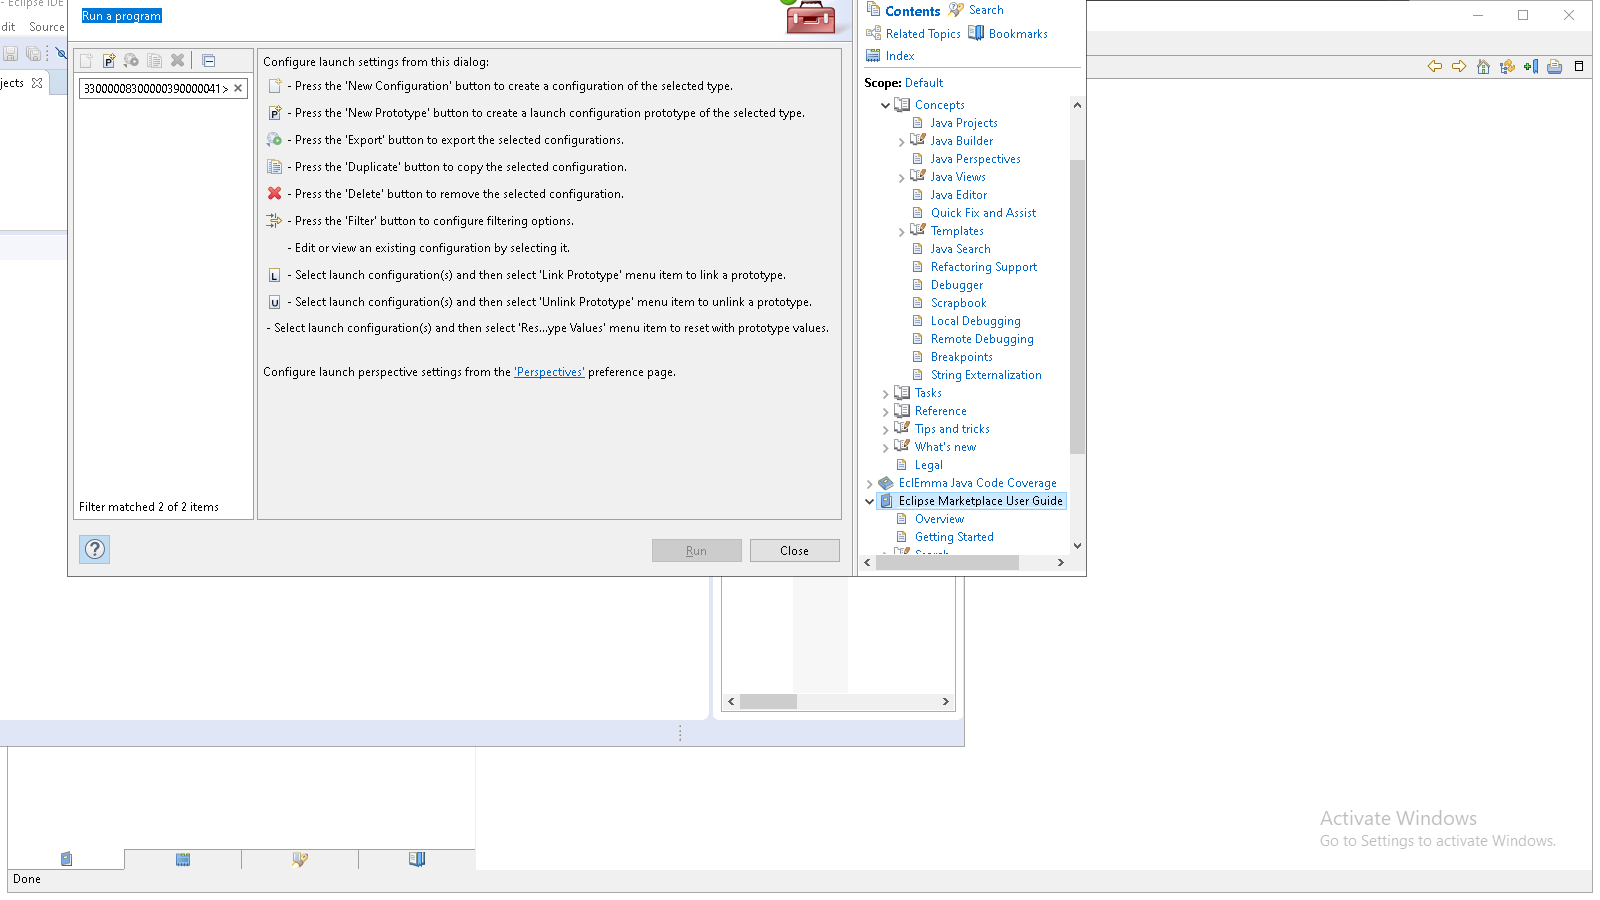 - Eclipse IDE
dit Source
jects
Run a program
33000008300000390000041>
Filter matched 2 of 2 items
Configure launch settings from this dialog:
- Press the 'New Configuration' button to create a configuration of the selected type.
- Press the 'New Prototype' button to create a launch configuration prototype of the selected type.
- Press the 'Export' button to export the selected configurations.
- Press the 'Duplicate' button to copy the selected configuration.
- Press the 'Delete' button to remove the selected configuration.
- Press the 'Filter' button to configure filtering options.
- Edit or view an existing configuration by selecting it.
- Select launch configuration(s) and then select 'Link Prototype' menu item to link a prototype.
- Select launch configuration(s) and then select 'Unlink Prototype' menu item to unlink a prototype.
- Select launch configuration(s) and then select 'Res...ype Values' menu item to reset with prototype values.
Configure launch perspective settings from the 'Perspectives' preference page.
Run
Close
Contents Search
Related Topics Bookmarks
Index
Scope: Default
Concepts
Java Projects
Java Builder
Java Perspectives
Java Views
Java Editor
Quick Fix and Assist
Templates
Java Search
Refactoring Support
Debugger
Scrapbook
Local Debugging
Remote Debugging
Breakpoints
String Externalization
Tasks
Reference
Tips and tricks
What's new
Legal
EclEmma Java Code Coverage
Eclipse Marketplace User Guide
Overview
Getting Started
Search
Activate Windows
Go to Settings to activate Windows.
Done